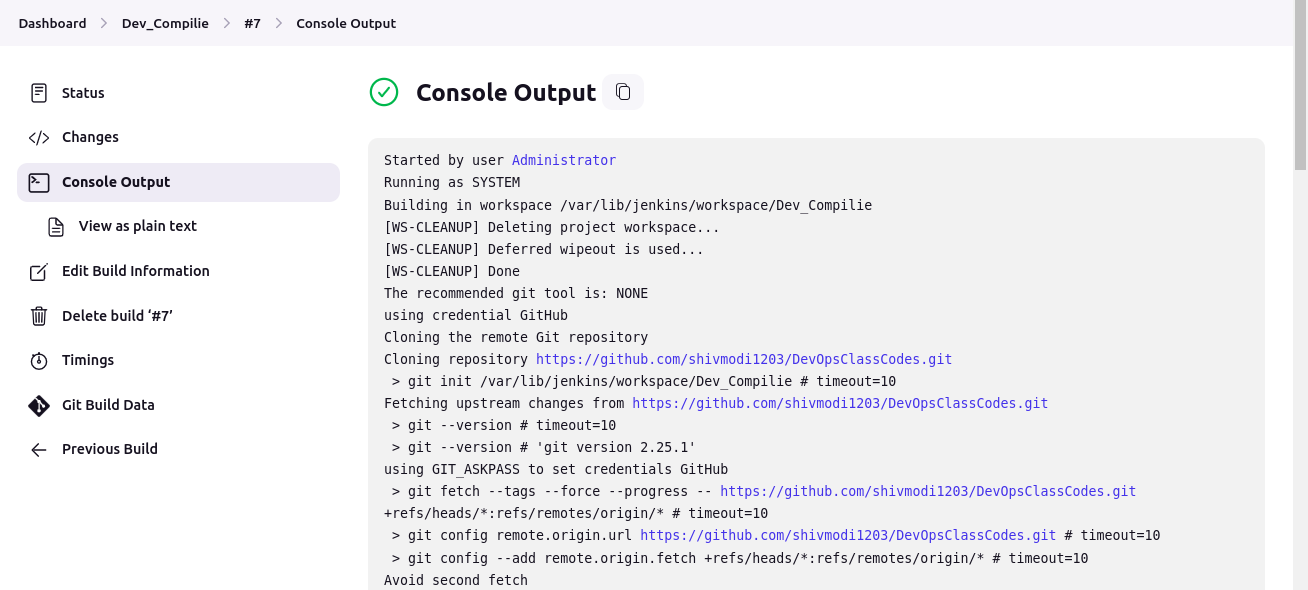 Dashboard > Dev_Compilie > #7 > Console Output
Status
Changes
Console Output
View as plain text
Edit Build Information
Delete build ‘#7’
Timings
Git Build Data
Previous Build
Console Output
Started by user Administrator
Running as SYSTEM
Building in workspace /var/lib/jenkins/workspace/Dev_Compilie
[WS-CLEANUP] Deleting project workspace...
[WS-CLEANUP] Deferred wipeout is used...
[WS-CLEANUP] Done
The recommended git tool is: NONE
using credential GitHub
Cloning the remote Git repository
Cloning repository https://github.com/shivmodi1203/DevOpsClassCodes.git
 > git init /var/lib/jenkins/workspace/Dev_Compilie # timeout=10
Fetching upstream changes from https://github.com/shivmodi1203/DevOpsClassCodes.git
 > git --version # timeout=10
 > git --version # 'git version 2.25.1'
using GIT_ASKPASS to set credentials GitHub
 > git fetch --tags --force --progress -- https://github.com/shivmodi1203/DevOpsClassCodes.git
+refs/heads/*:refs/remotes/origin/* # timeout=10
 > git config remote.origin.url https://github.com/shivmodi1203/DevOpsClassCodes.git # timeout=10
 > git config --add remote.origin.fetch +refs/heads/*:refs/remotes/origin/* # timeout=10
Avoid second fetch